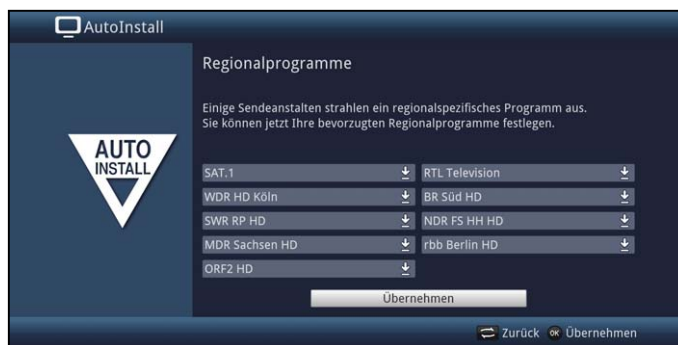 AutoInstall
Regionalprogramme
Einige Sendeanstalten strahlen ein regionalspezifisches Programm aus.
Sie können jetzt Ihre bevorzugten Regionalprogramme festlegen.
AUTO
INSTALL
SAT.1
RTL Television
WDR HD Köln
BR Süd HD
SWR RP HD
NDR FS HH HD
MDR Sachsen HD
rbb Berlin HD
ORF2 HD
Übernehmen
Zurück OK Übernehmen